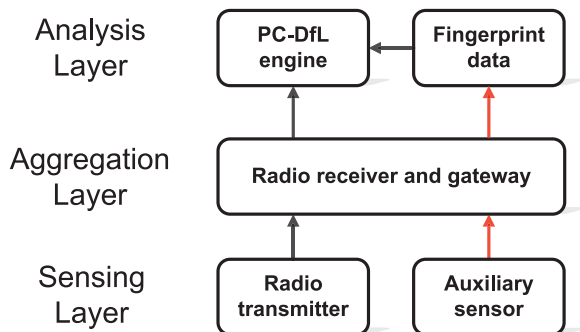 Analysis
Layer
PC-DfL
engine
Fingerprint
data
Aggregation
Layer
Radio receiver and gateway
Sensing
Layer
Radio
transmitter
Auxiliary
sensor